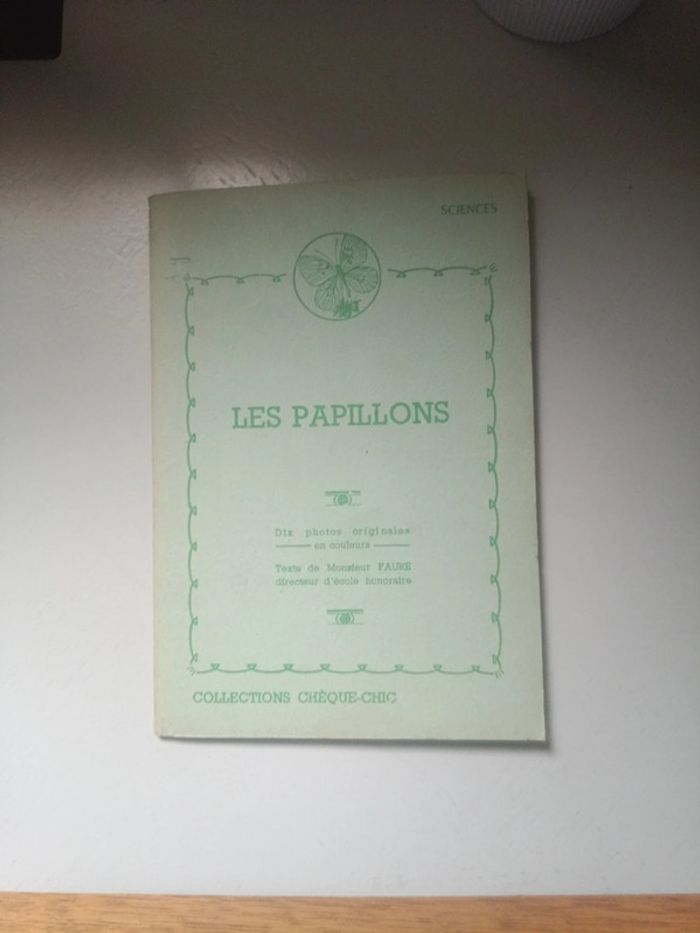 SCIENCES
LES PAPILLONS
Dix photos originales
en couleurs
Texte de Monsieur FAURE
directeur d'école honoraire
COLLECTIONS CHÈQUE-CHIC